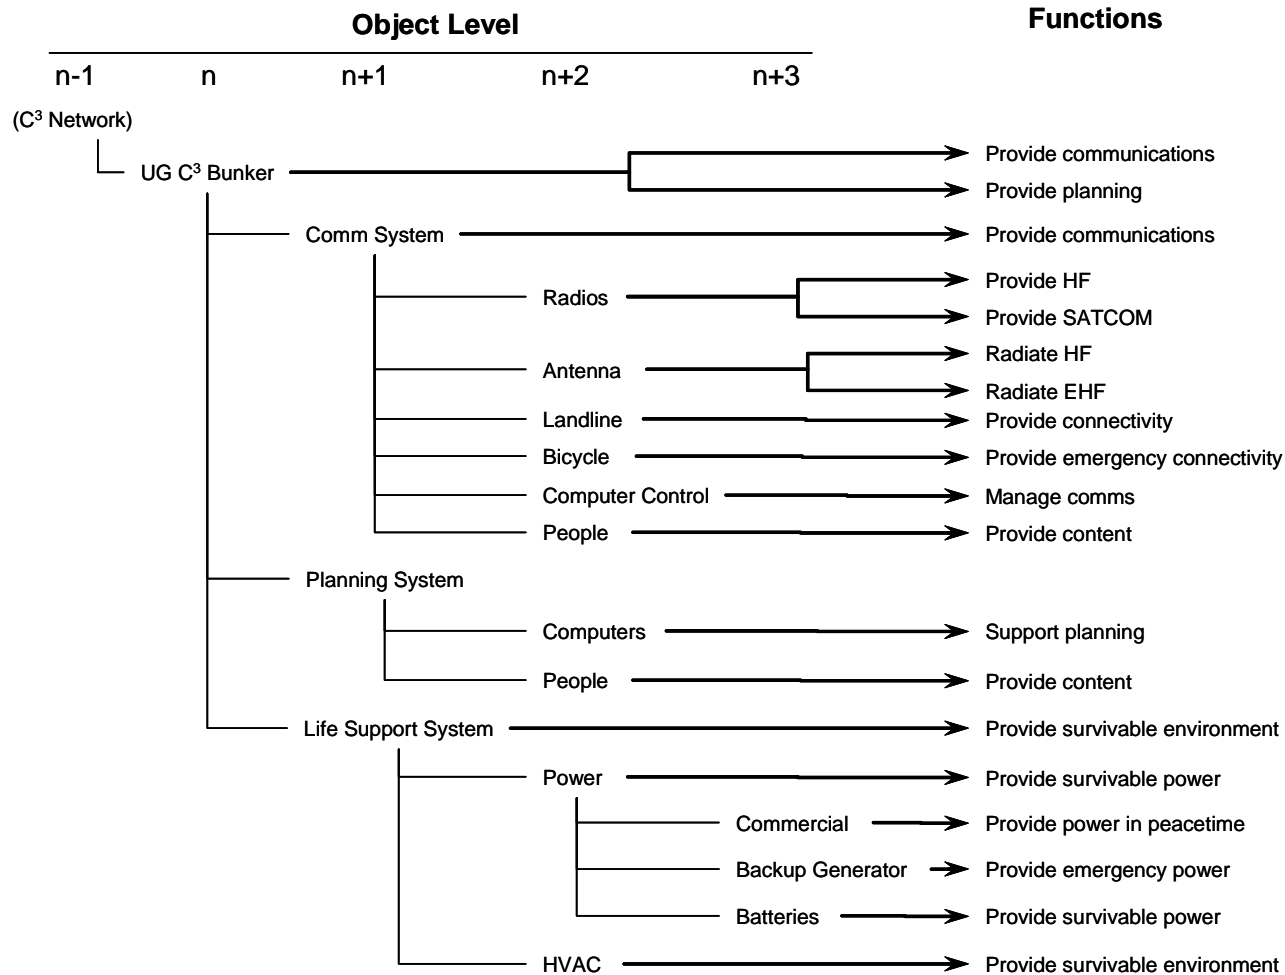 Object Level
Functions
n-1 n n+1 n+2 n+3
(C³ Network)
UG C³ Bunker
Provide communications
Provide planning
Comm System
Provide communications
Radios
Provide HF
Provide SATCOM
Antenna
Radiate HF
Radiate EHF
Landline
Provide connectivity
Bicycle
Provide emergency connectivity
Computer Control
Manage comms
People
Provide content
Planning System
Computers
Support planning
People
Provide content
Life Support System
Provide survivable environment
Power
Provide survivable power
Commercial
Provide power in peacetime
Backup Generator
Provide emergency power
Batteries
Provide survivable power
HVAC
Provide survivable environment